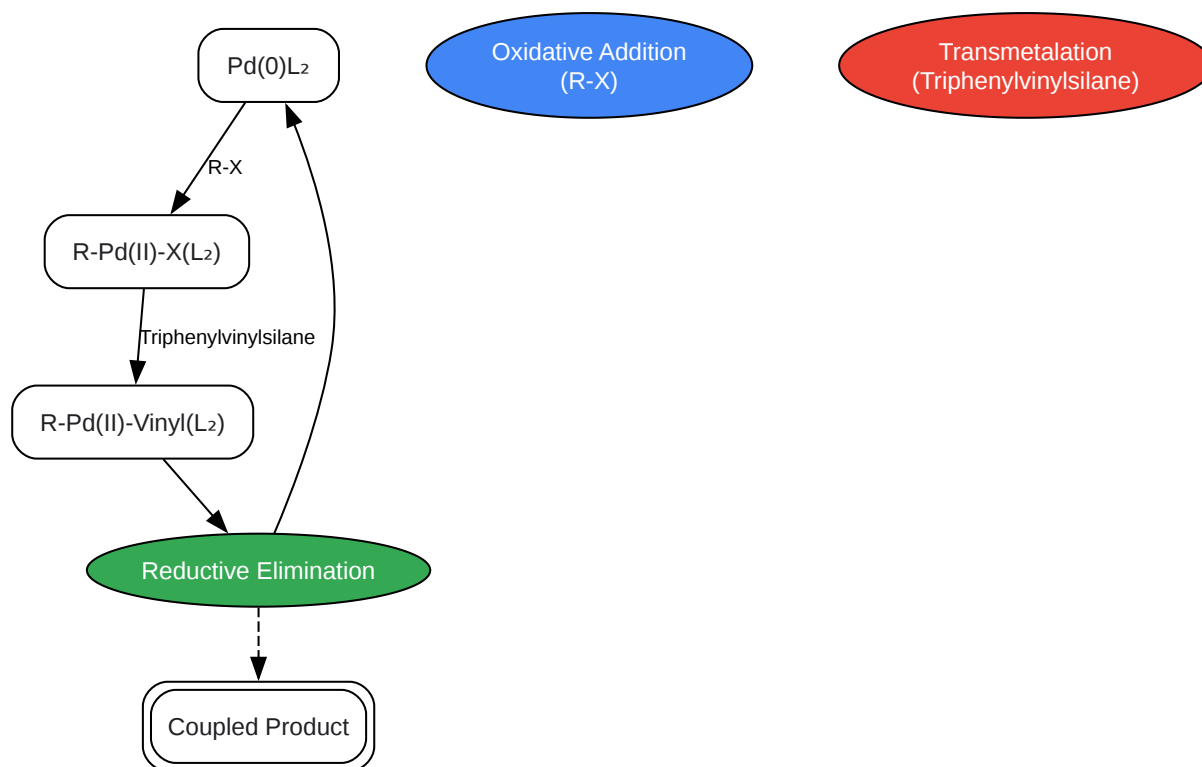 Pd(0)L₂
Oxidative Addition
(R-X)
Transmetalation
(Triphenylvinylsilane)
R-X
R-Pd(II)-X(L₂)
Triphenylvinylsilane
R-Pd(II)-Vinyl(L₂)
Reductive Elimination
Coupled Product